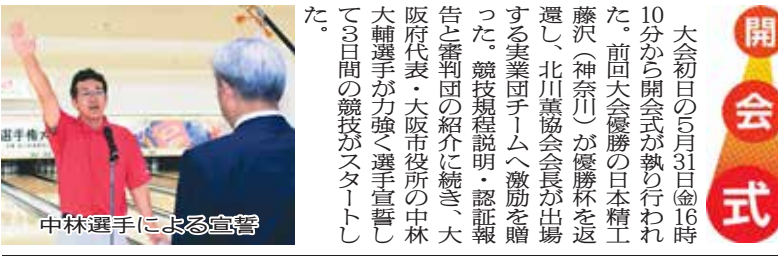 開会式
大会初日の5月31日㈮16時
10分から開会式が執り行われ
た。前回大会優勝の日本精工
藤沢（神奈川）が優勝杯を返
還し、北川薫協会会長が出場
する実業団チームへ激励を贈
った。競技規程説明・認証報
告と審判団の紹介に続き、大
阪府代表・大阪市役所の中林
大輔選手が力強く選手宣誓し
て3日間の競技がスタートし
た。
選手権大
中林選手による宣誓